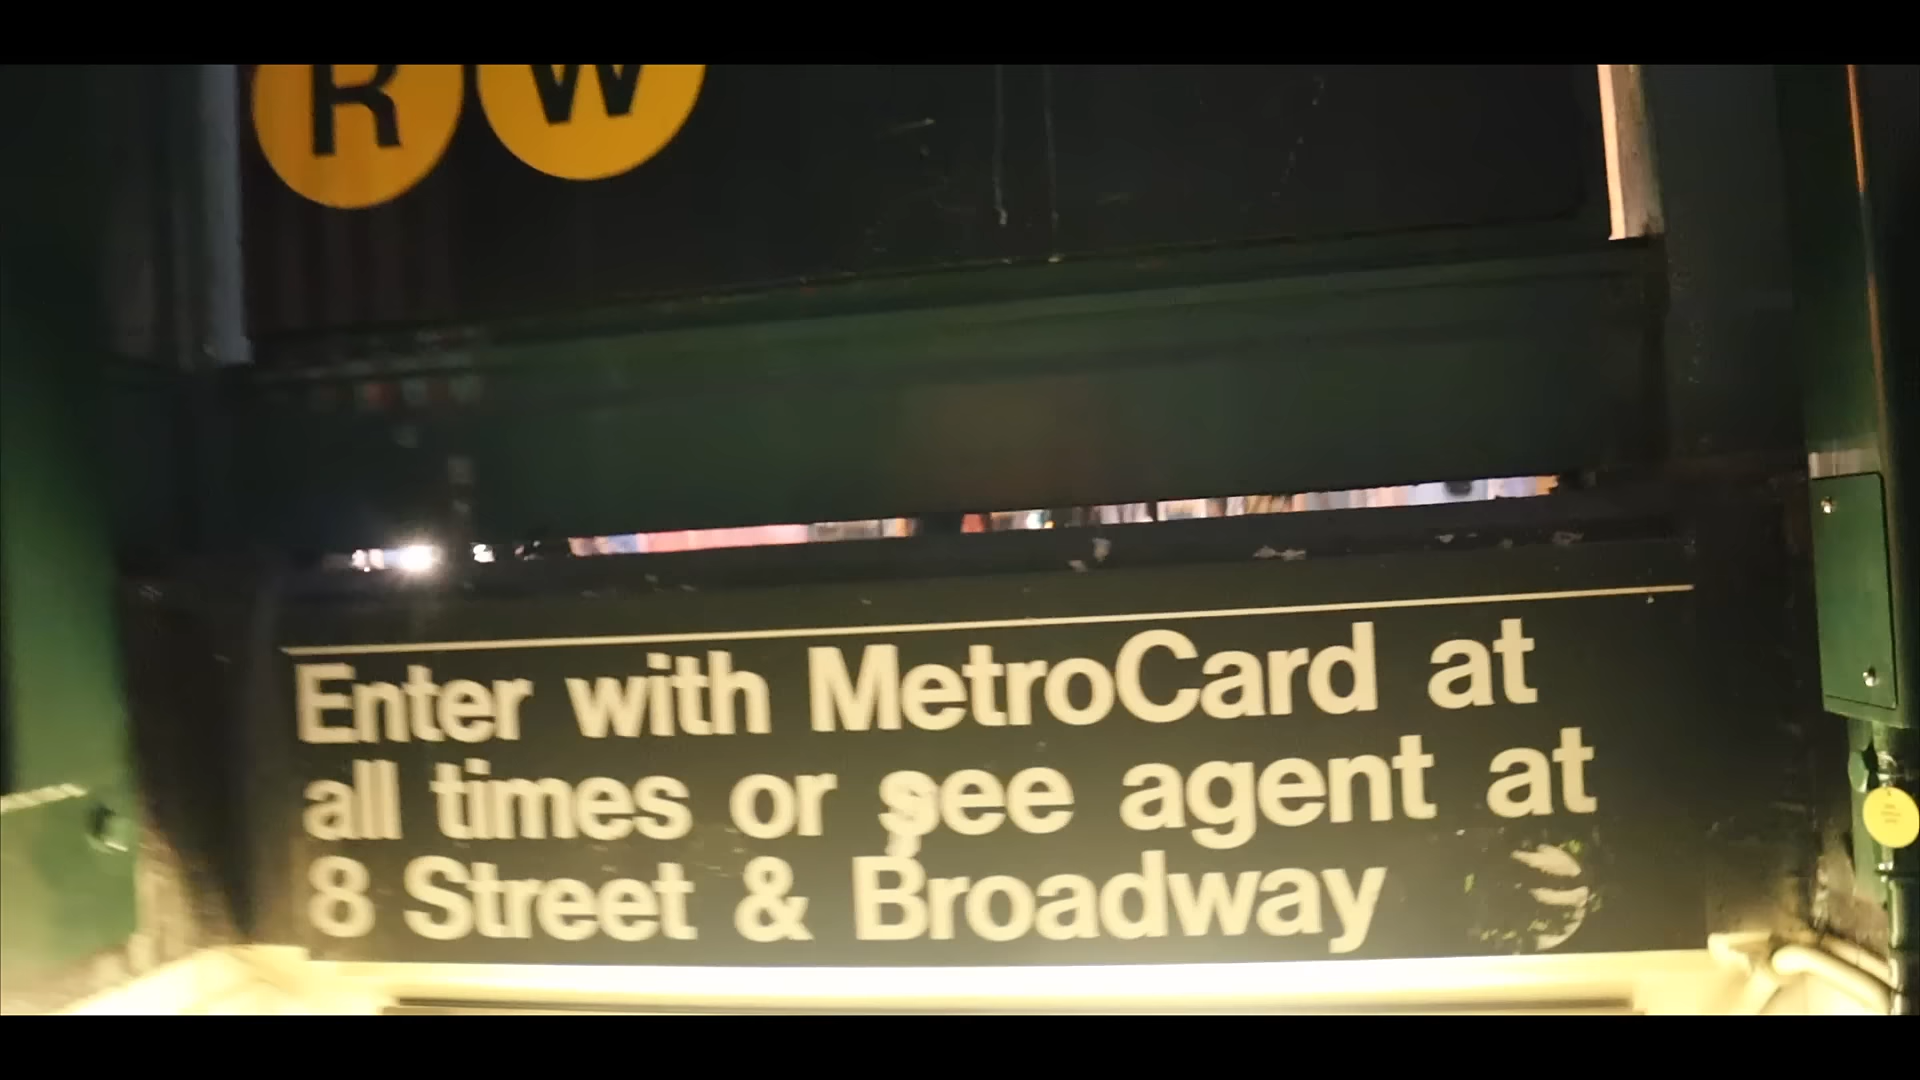 R W
Enter with MetroCard at
all times or see agent at
8 Street & Broadway